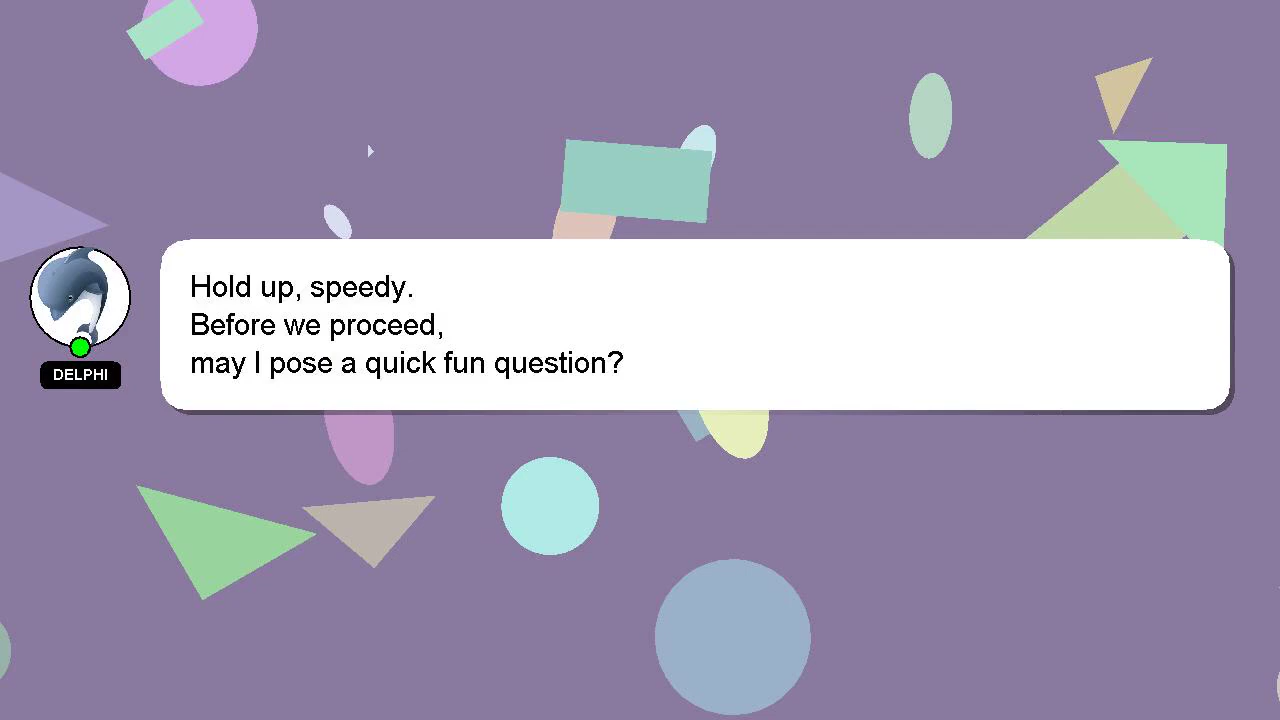 Hold up, speedy.
Before we proceed,
may I pose a quick fun question?
DELPHI